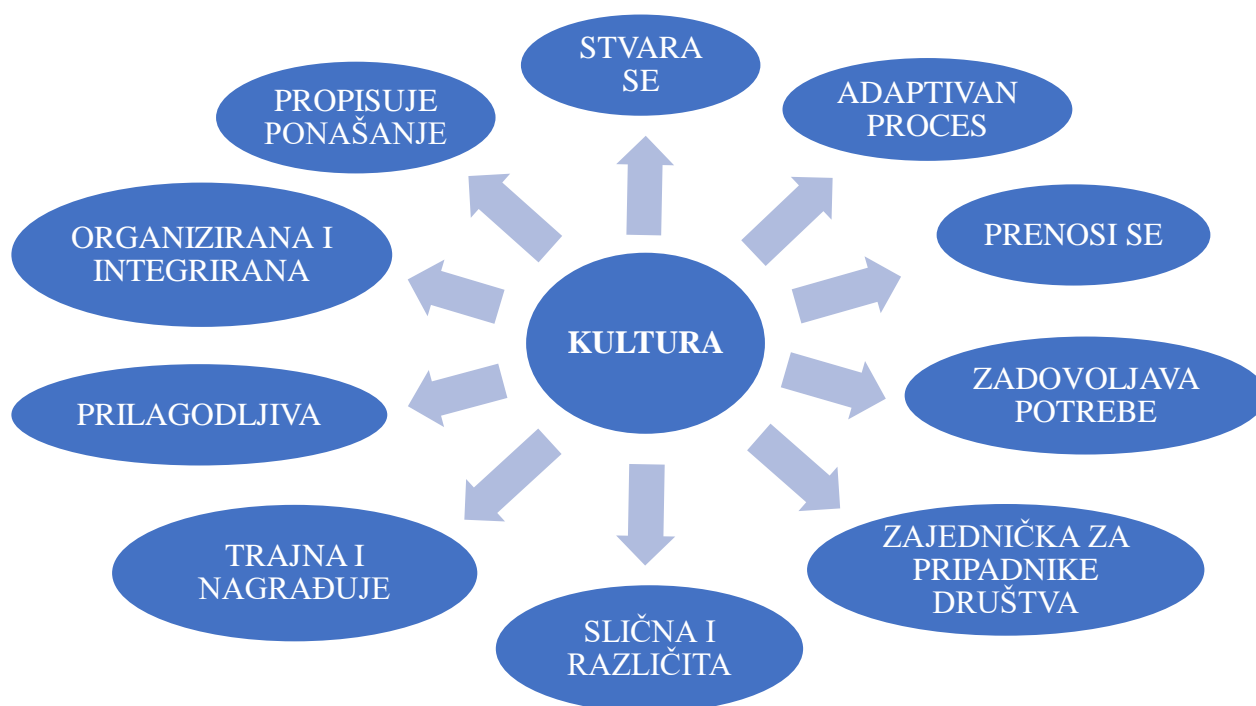 STVARA
SE
ADAPTIVAN
PROCES
PRENOSI SE
ZADOVOLJAVA
POTREBE
ZAJEDNIČKA ZA
PRIPADNIKE
DRUŠTVA
SLIČNA I
RAZLIČITA
TRAJNA I
NAGRAĐUJE
PRILAGODLJIVA
ORGANIZIRANA I
INTEGRIRANA
PROPISUJE
PONAŠANJE
KULTURA